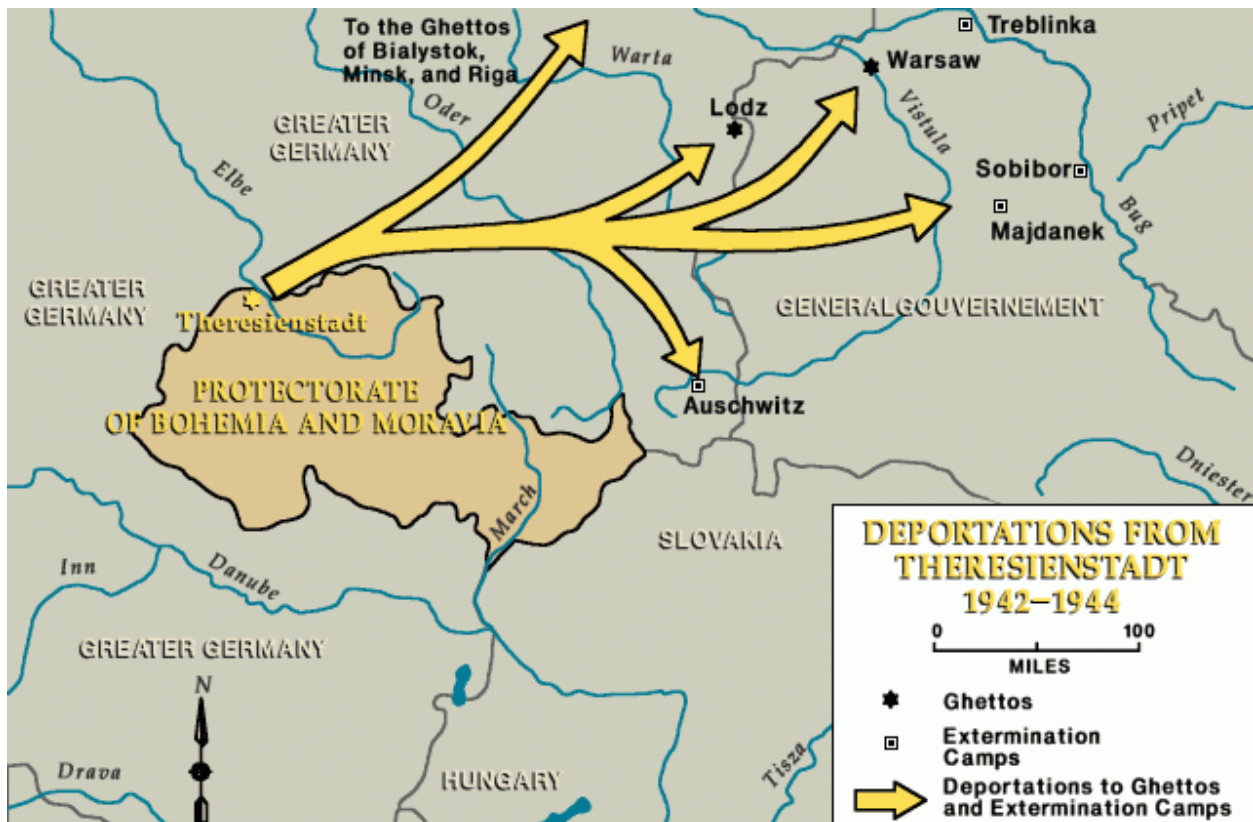 To the Ghettos
of Bialystok,
Minsk, and Riga
Warta
Treblinka
Warsaw
Lodz
Oder
Vistula
Pripet
GREATER
GERMANY
Elbe
Sobibor
Majdanek
Bug
GREATER
GERMANY
Theresienstadt
GENERALGOUVERNEMENT
PROTECTORATE
OF BOHEMIA AND MORAVIA
Auschwitz
Dniester
March
SLOVAKIA
Inn
Danube
GREATER GERMANY
N
Drava
HUNGARY
Tisza
DEPORTATIONS FROM
THERESIENSTADT
1942–1944
0 100
MILES
Ghettos
Extermination
Camps
Deportations to Ghettos
and Extermination Camps